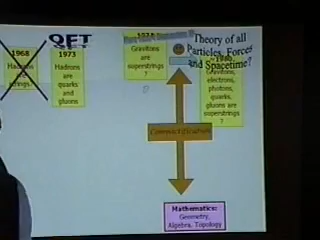 QFT
1968
Hadrons
are
strings
1973
Hadrons
are
quarks
and
gluons
Gravitons
are
superstrings
?
Theory of all
Particles, Forces
and Spacetime?
Gravitons,
electrons,
photons,
quarks,
gluons are
superstrings
?
Compactification
Mathematics:
Geometry,
Algebra, Topology